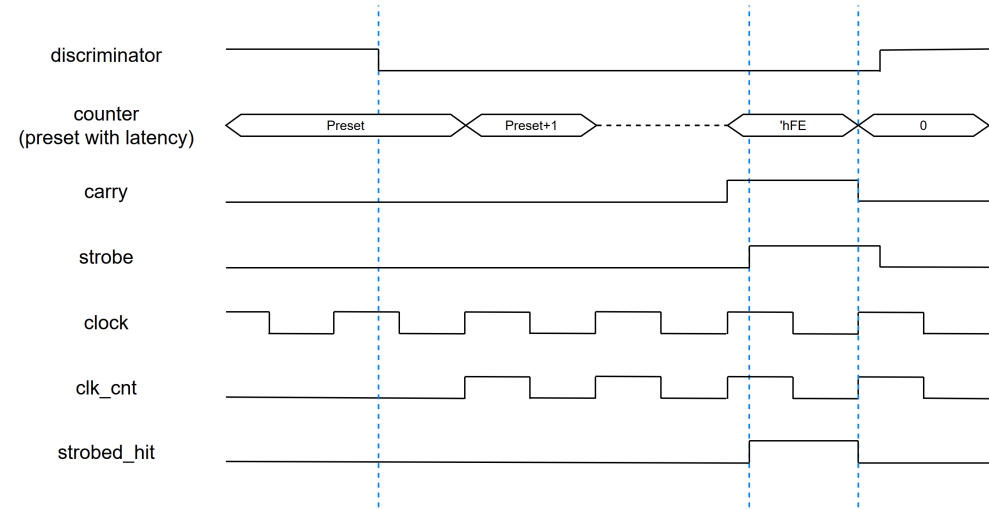 discriminator
counter
(preset with latency)
Preset
Preset+1
'hFE
0
carry
strobe
clock
clk_cnt
strobed_hit